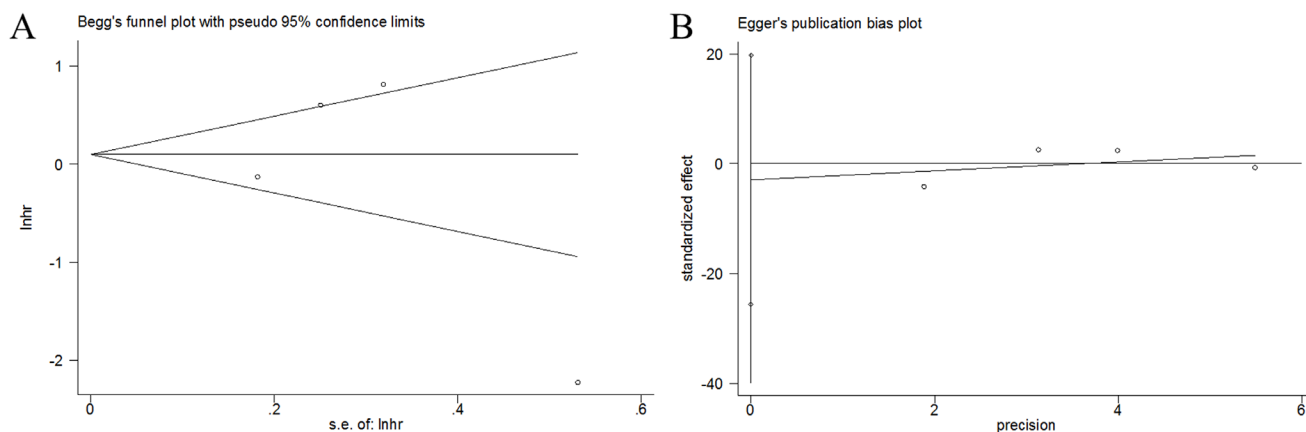 A
Begg's funnel plot with pseudo 95% confidence limits
1
0
-1
-2
lnhr
0
.2
.4
.6
s.e. of: lnhr
B
Egger's publication bias plot
20
0
-20
-40
standardized effect
0
2
4
6
precision